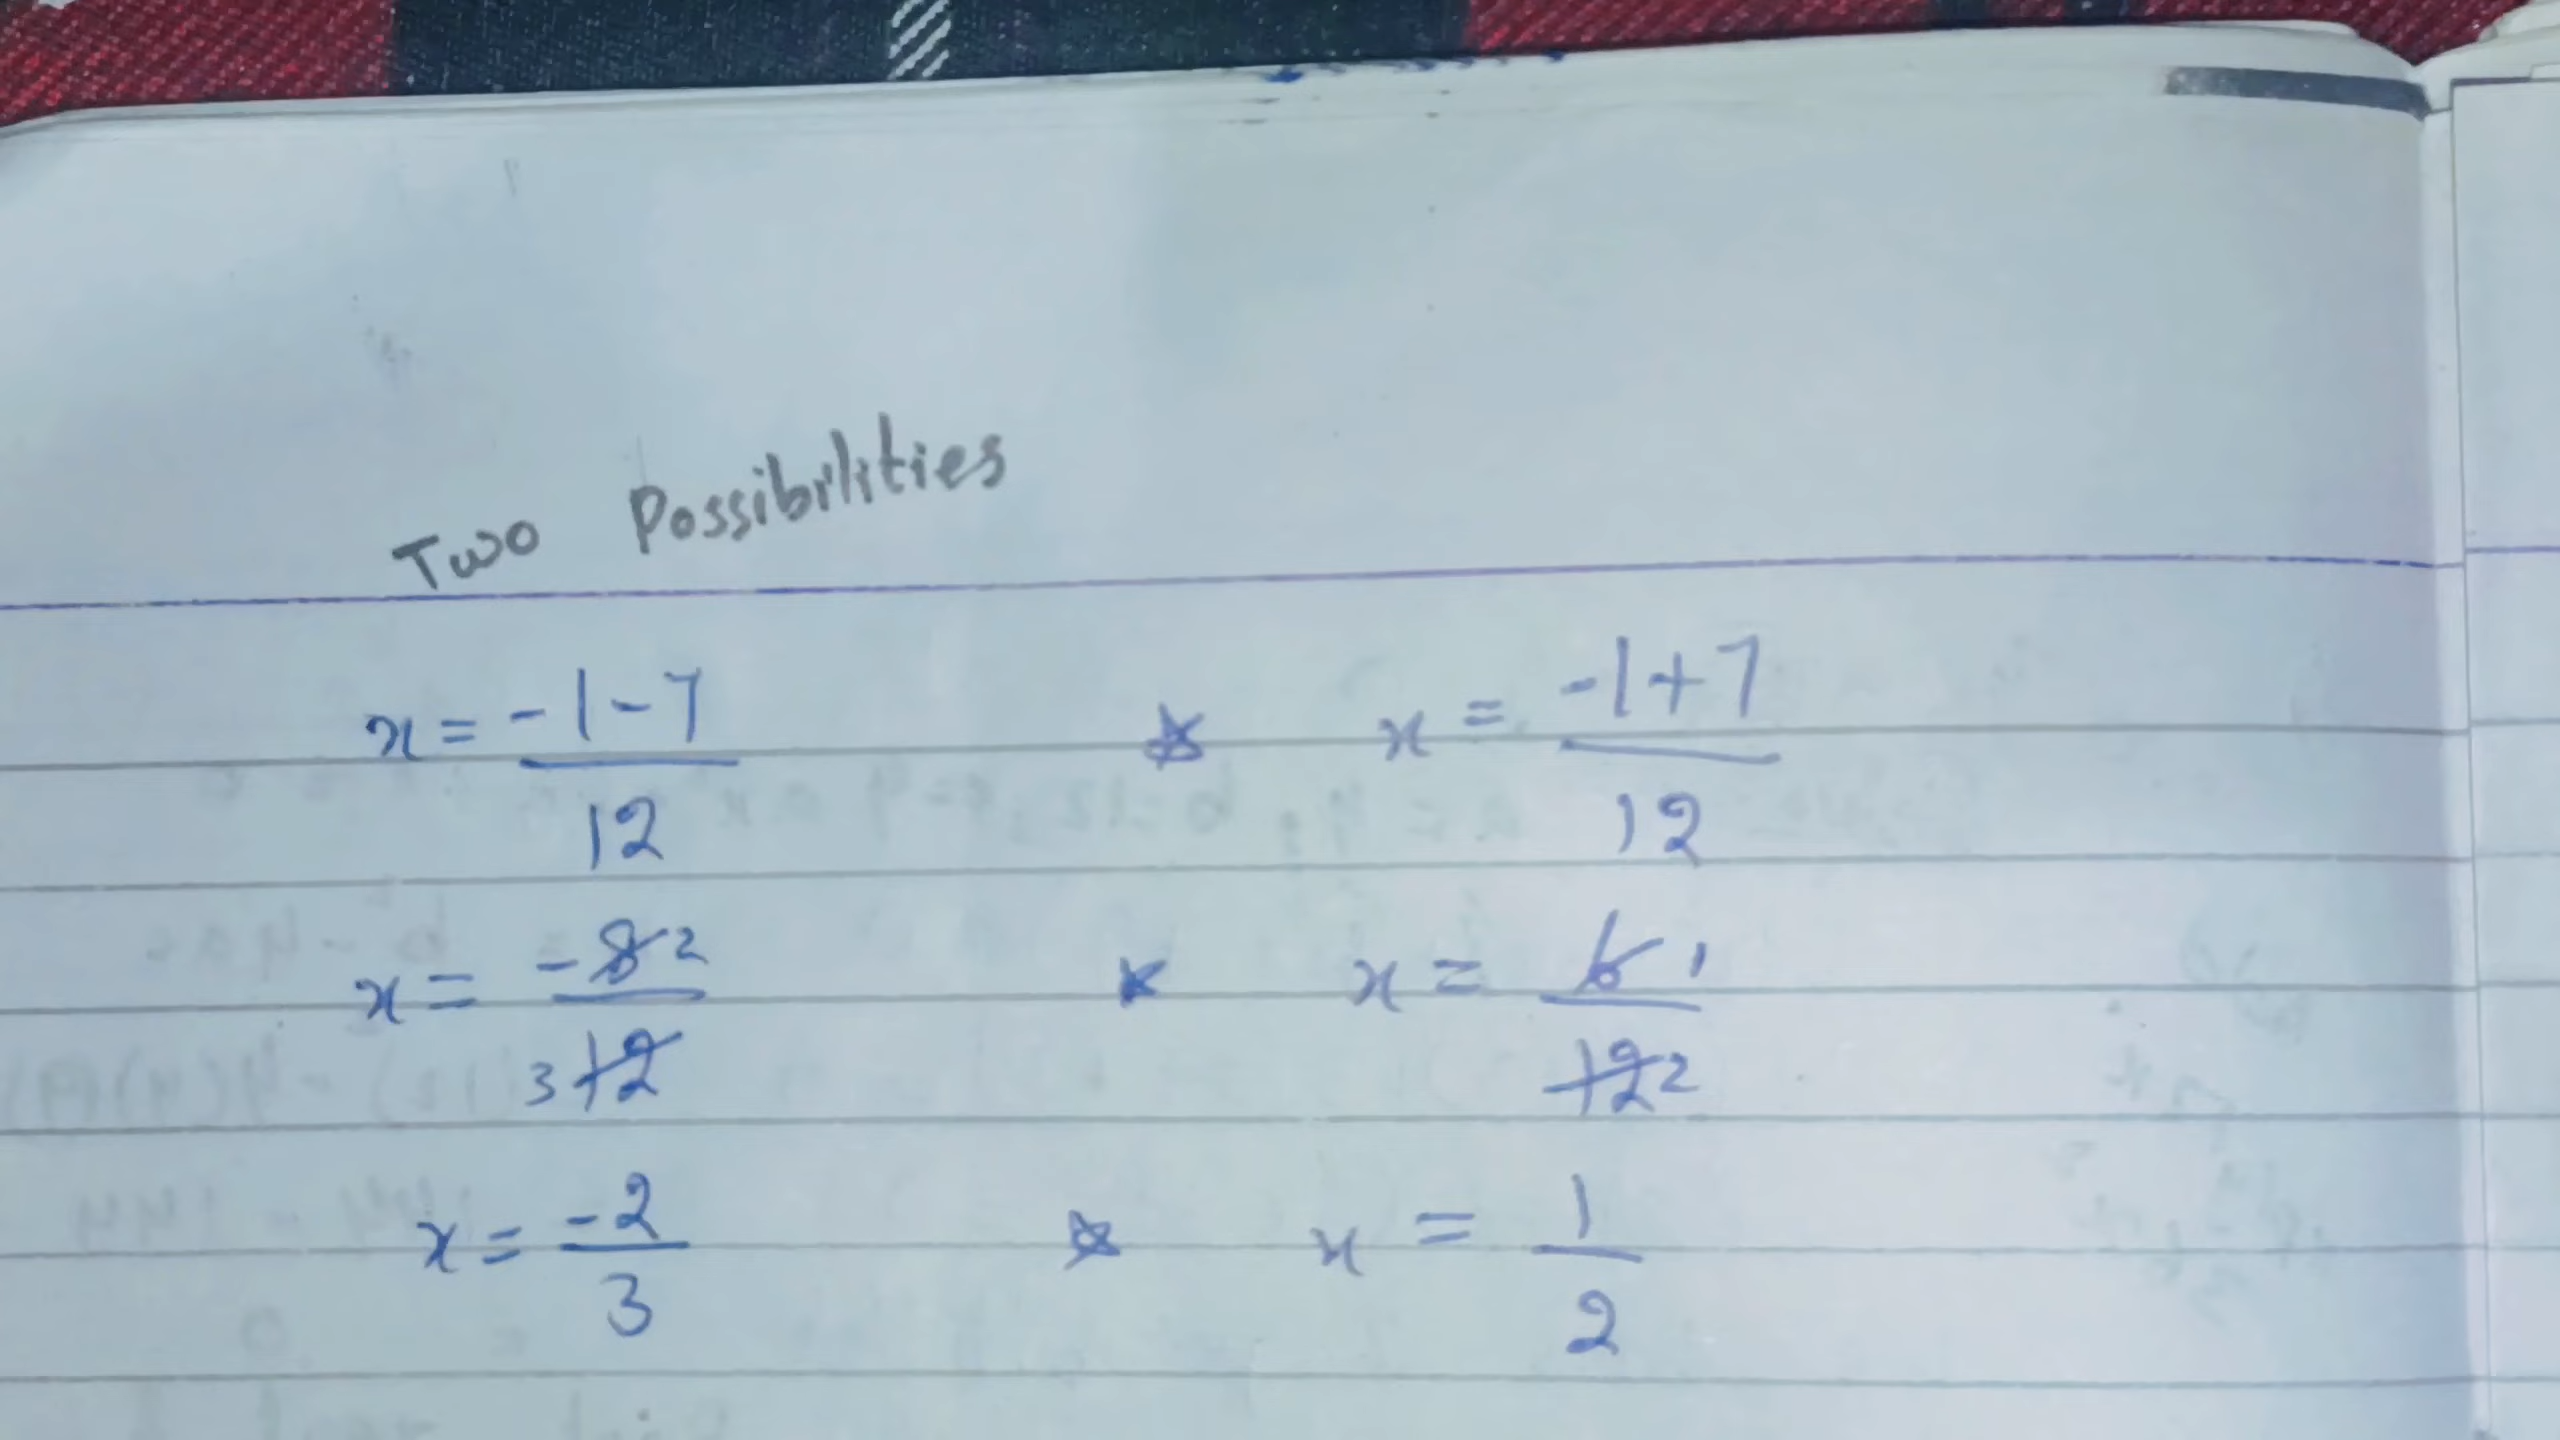 Two Possibilities
x = -1-7/12 ☆ x = -1+7/12
x = -8 2/3 12 ★ x = 6 1/12 2
x = -2/3 ☆ x = 1/2